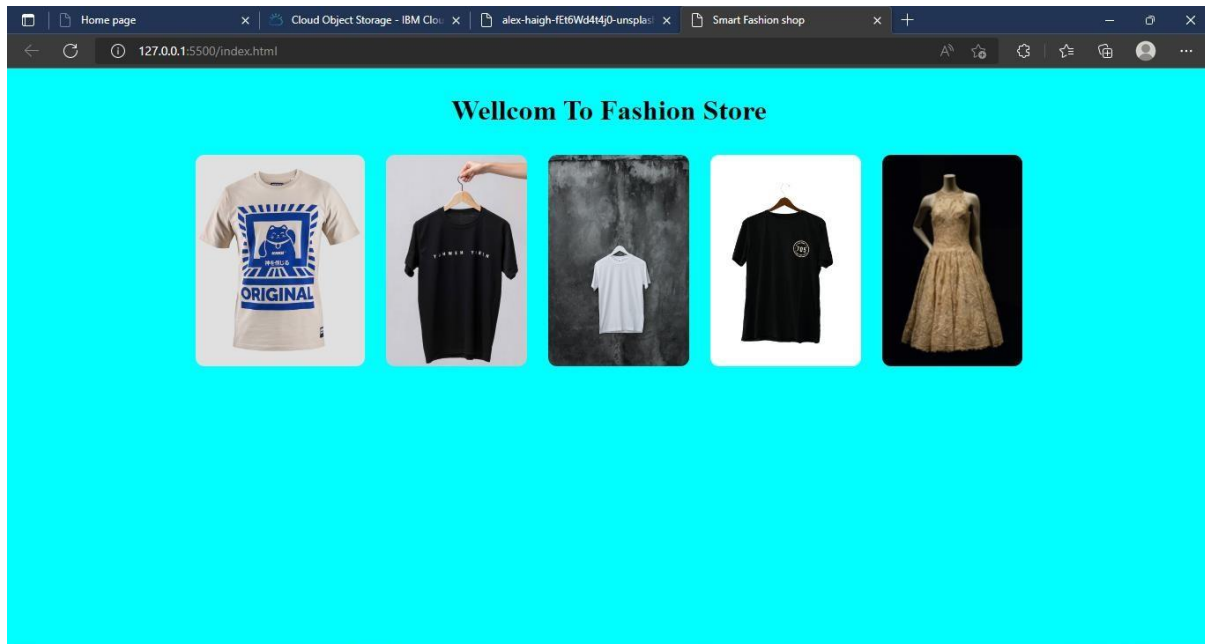 Home page
Cloud Object Storage - IBM Clou
alex-haigh-fEt6Wd4t4j0-unsplas
Smart Fashion shop
127.0.0.1:5500/index.html
Wellcom To Fashion Store
ORIGINAL